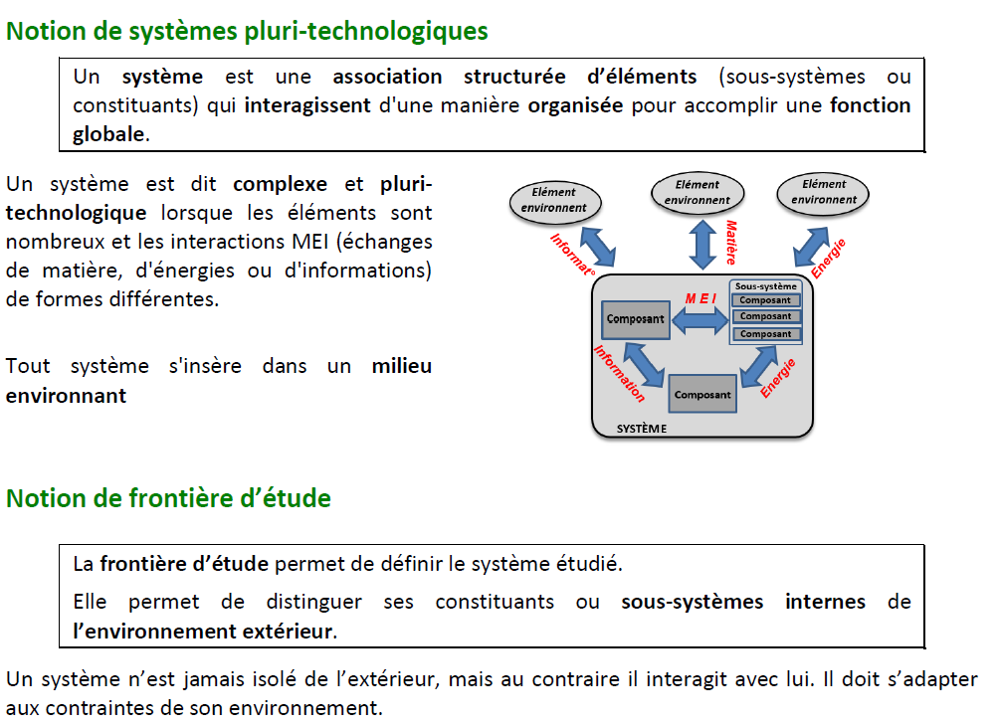 Notion de systèmes pluri-technologiques
Un système est une association structurée d’éléments (sous-systèmes ou
constituants) qui interagissent d'une manière organisée pour accomplir une fonction
globale.
Un système est dit complexe et pluri-
technologique lorsque les éléments sont
nombreux et les interactions MEI (échanges
de matière, d'énergies ou d'informations)
de formes différentes.
Tout système s'insère dans un milieu
environnant
Elément
environnent
Elément
environnent
Elément
environnent
Informat°
Matière
Energie
Composant
M E I
Sous-système
Composant
Composant
Composant
Information
Energie
Composant
SYSTÈME
Notion de frontière d’étude
La frontière d’étude permet de définir le système étudié.
Elle permet de distinguer ses constituants ou sous-systèmes internes de
l’environnement extérieur.
Un système n’est jamais isolé de l’extérieur, mais au contraire il interagit avec lui. Il doit s’adapter
aux contraintes de son environnement.